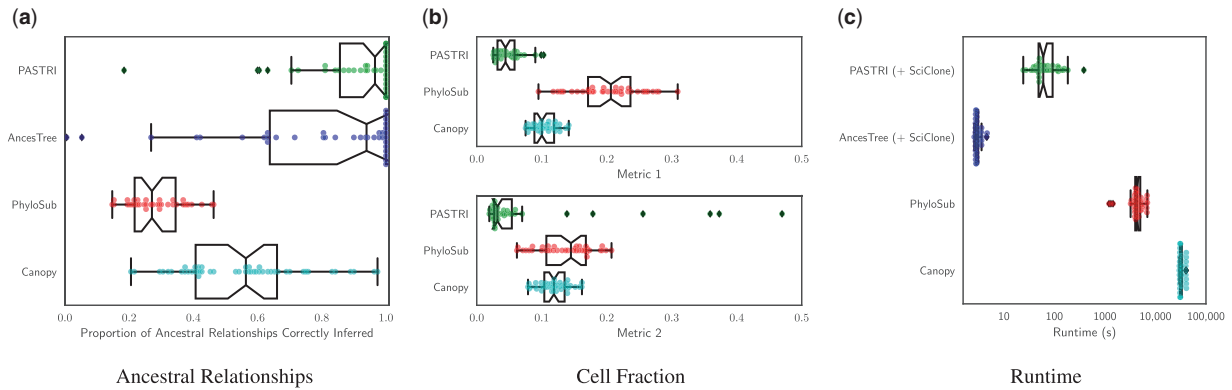 (a)
PASTRI
AncesTree
PhyloSub
Canopy
0.0 0.2 0.4 0.6 0.8 1.0
Proportion of Ancestral Relationships Correctly Inferred
Ancestral Relationships
(b)
PASTRI
PhyloSub
Canopy
0.0 0.1 0.2 0.3 0.4 0.5
Metric 1
PASTRI
PhyloSub
Canopy
0.0 0.1 0.2 0.3 0.4 0.5
Metric 2
Cell Fraction
(c)
PASTRI (+ SciClone)
AncesTree (+ SciClone)
PhyloSub
Canopy
10 100 1000 10,000 100,000
Runtime (s)
Runtime